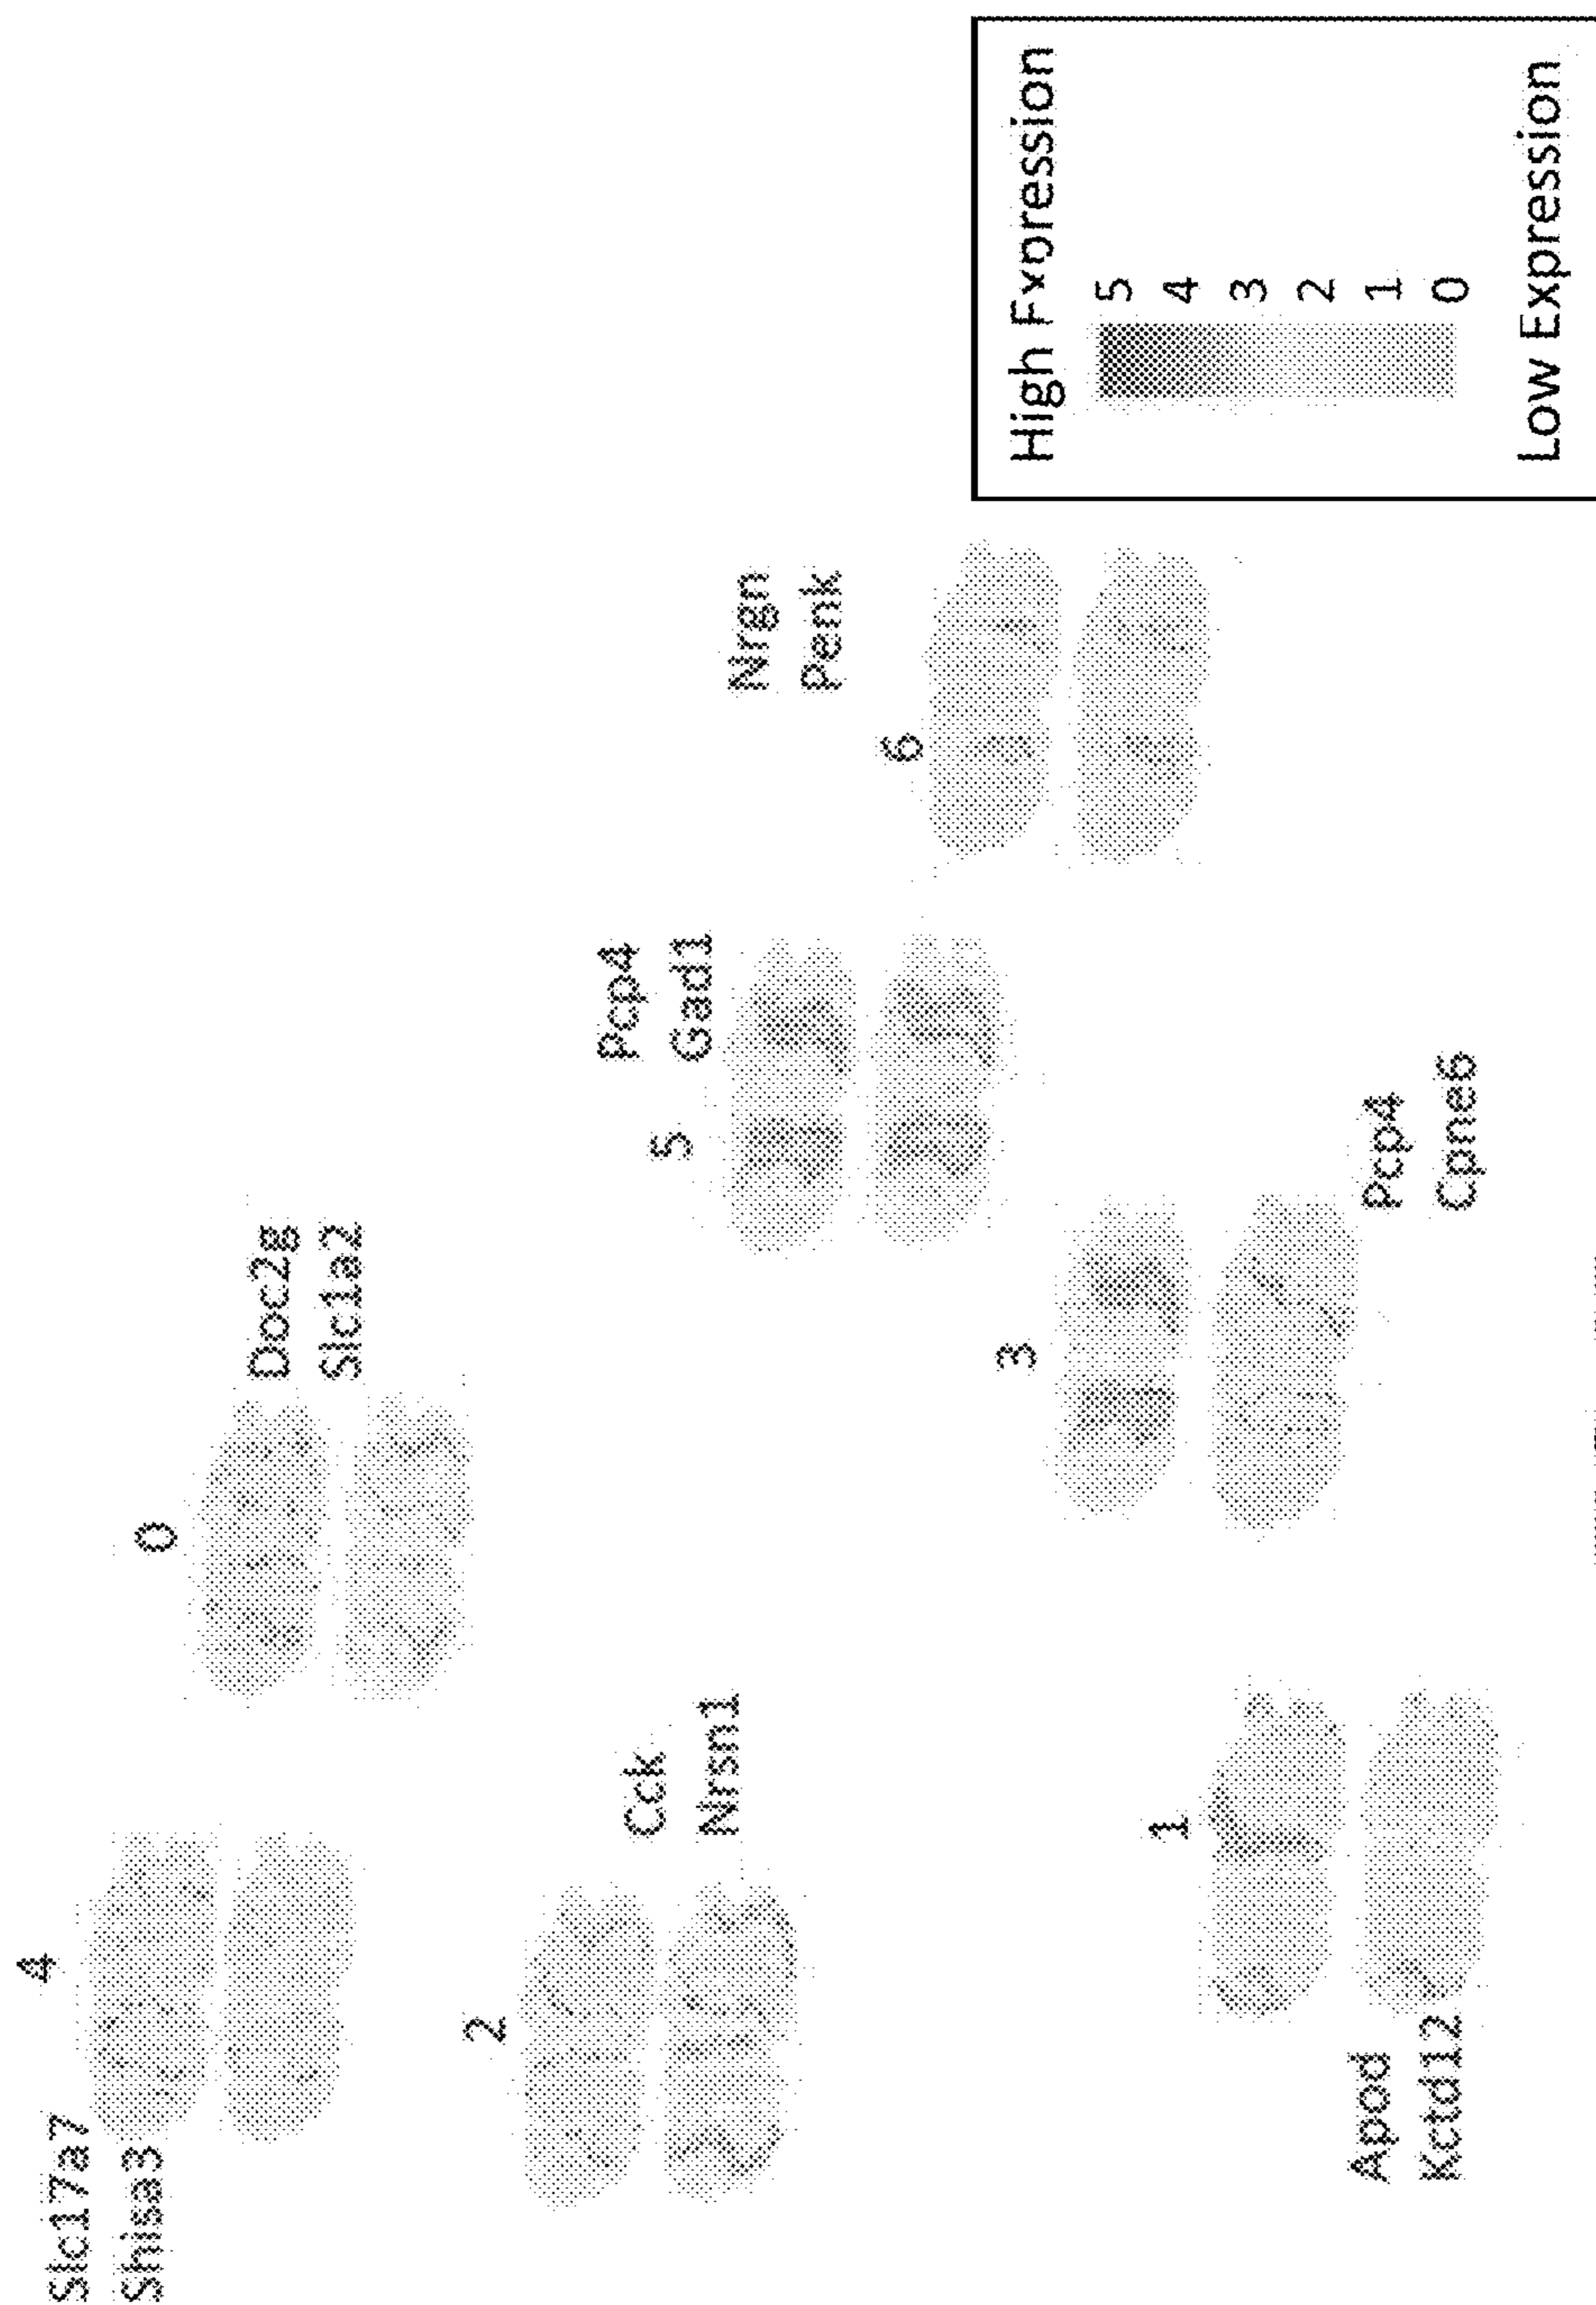 Slc17a7
Shisa3
4
0
Doc2g
Slc1a2
2
Cck
Nrsn1
5
Pcp4
Gad1
6
Nrgn
Penk
3
Pcp4
Cpne6
1
Apod
Kctd12
High Expression
5
4
3
2
1
0
Low Expression